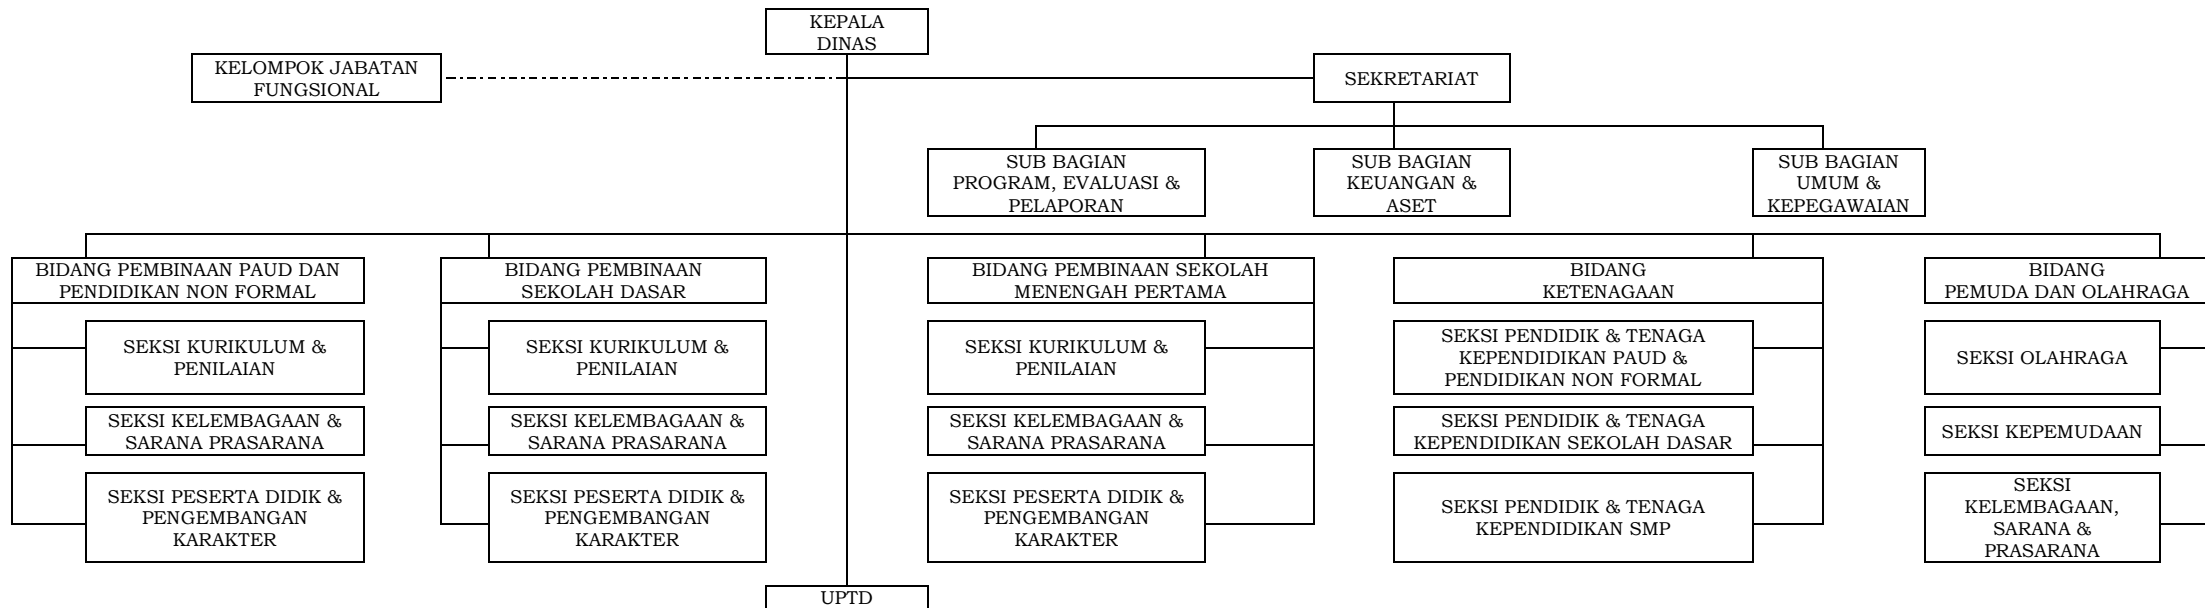 KEPALA
DINAS
KELOMPOK JABATAN
FUNGSIONAL
SEKRETARIAT
SUB BAGIAN
PROGRAM, EVALUASI &
PELAPORAN
SUB BAGIAN
KEUANGAN &
ASET
SUB BAGIAN
UMUM &
KEPEGAWAIAN
BIDANG PEMBINAAN PAUD DAN
PENDIDIKAN NON FORMAL
SEKSI KURIKULUM &
PENILAIAN
SEKSI KELEMBAGAAN &
SARANA PRASARANA
SEKSI PESERTA DIDIK &
PENGEMBANGAN
KARAKTER
BIDANG PEMBINAAN
SEKOLAH DASAR
SEKSI KURIKULUM &
PENILAIAN
SEKSI KELEMBAGAAN &
SARANA PRASARANA
SEKSI PESERTA DIDIK &
PENGEMBANGAN
KARAKTER
BIDANG PEMBINAAN SEKOLAH
MENENGAH PERTAMA
SEKSI KURIKULUM &
PENILAIAN
SEKSI KELEMBAGAAN &
SARANA PRASARANA
SEKSI PESERTA DIDIK &
PENGEMBANGAN
KARAKTER
BIDANG
KETENAGAAN
SEKSI PENDIDIK & TENAGA
KEPENDIDIKAN PAUD &
PENDIDIKAN NON FORMAL
SEKSI PENDIDIK & TENAGA
KEPENDIDIKAN SEKOLAH DASAR
SEKSI PENDIDIK & TENAGA
KEPENDIDIKAN SMP
BIDANG
PEMUDA DAN OLAHRAGA
SEKSI OLAHRAGA
SEKSI KEPEMUDAAN
SEKSI
KELEMBAGAAN,
SARANA &
PRASARANA
UPTD